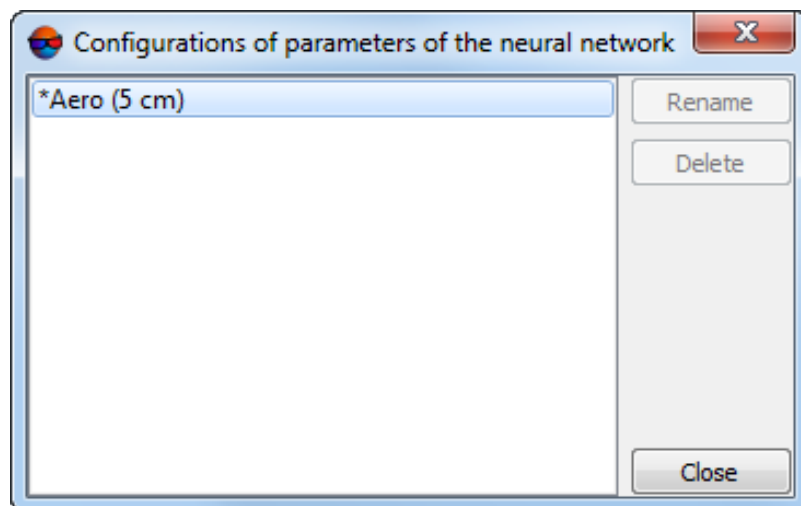 Configurations of parameters of the neural network
*Aero (5 cm)
Rename
Delete
Close